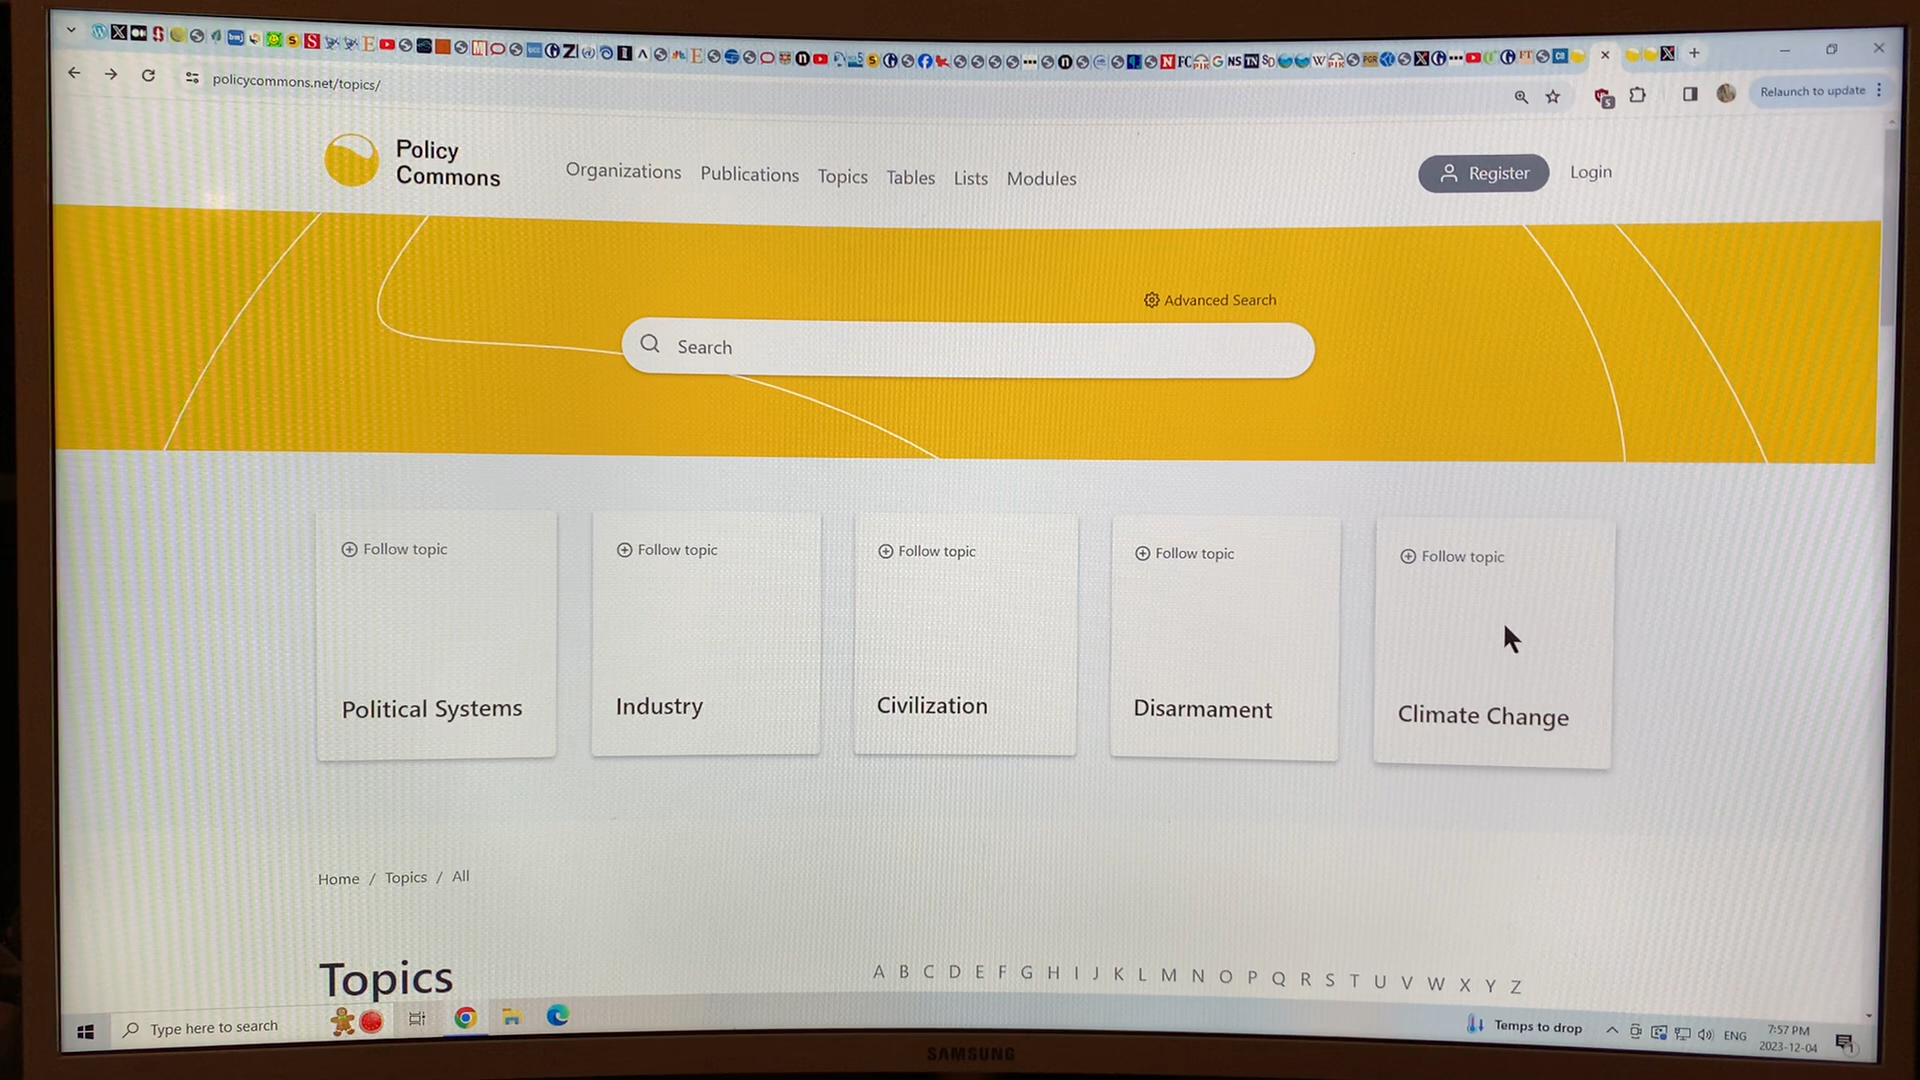 policycommons.net/topics/
Relaunch to update
Policy
Commons
Organizations Publications Topics Tables Lists Modules
Register Login
Advanced Search
Search
Follow topic Follow topic Follow topic Follow topic Follow topic
Political Systems Industry Civilization Disarmament Climate Change
Home / Topics / All
Topics
A B C D E F G H I J K L M N O P Q R S T U V W X Y Z
Type here to search
Temps to drop
ENG
7:57 PM
2023-12-04
SAMSUNG